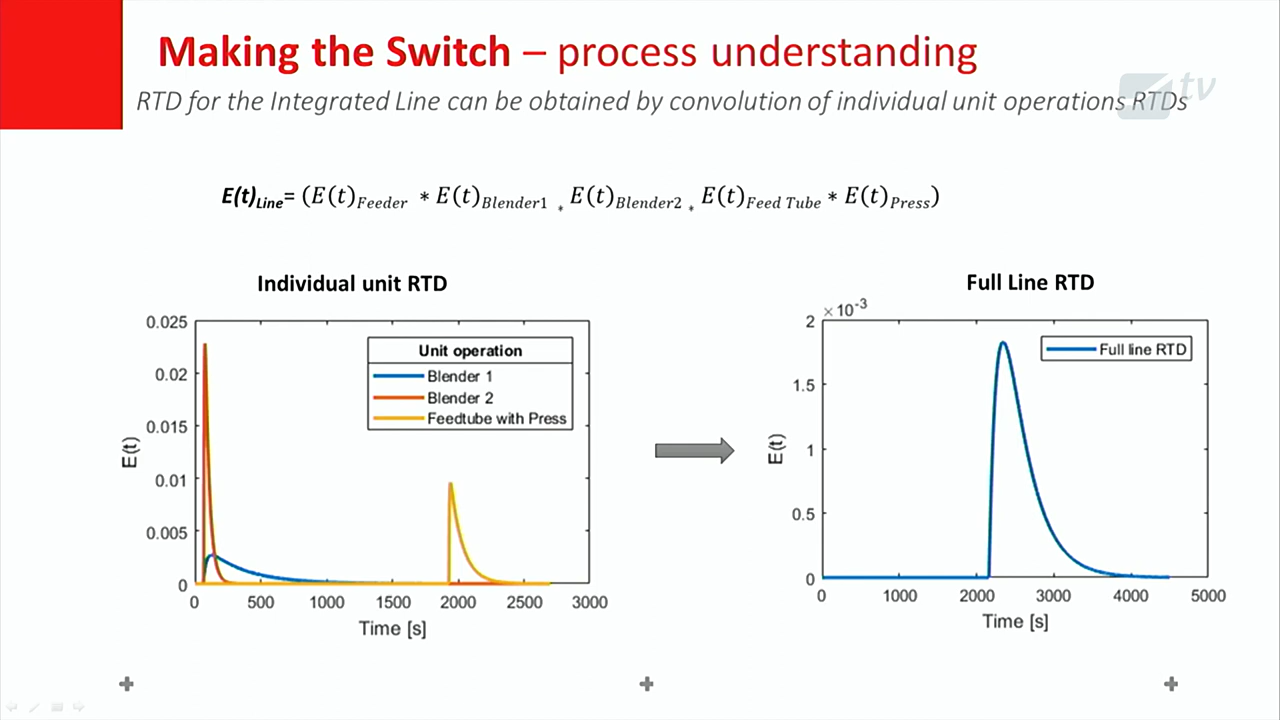 Making the Switch – process understanding
tv
RTD for the Integrated Line can be obtained by convolution of individual unit operations RTDs
E(t)Line= (E(t)Feeder * E(t)Blender1 * E(t)Blender2 * E(t)Feed Tube * E(t)Press)
Individual unit RTD
0.025
0.02
0.015
0.01
0.005
0
E(t)
Unit operation
Blender 1
Blender 2
Feedtube with Press
0 500 1000 1500 2000 2500 3000
Time [s]
Full Line RTD
×10-3
2
1.5
1
0.5
0
E(t)
Full line RTD
0 1000 2000 3000 4000 5000
Time [s]